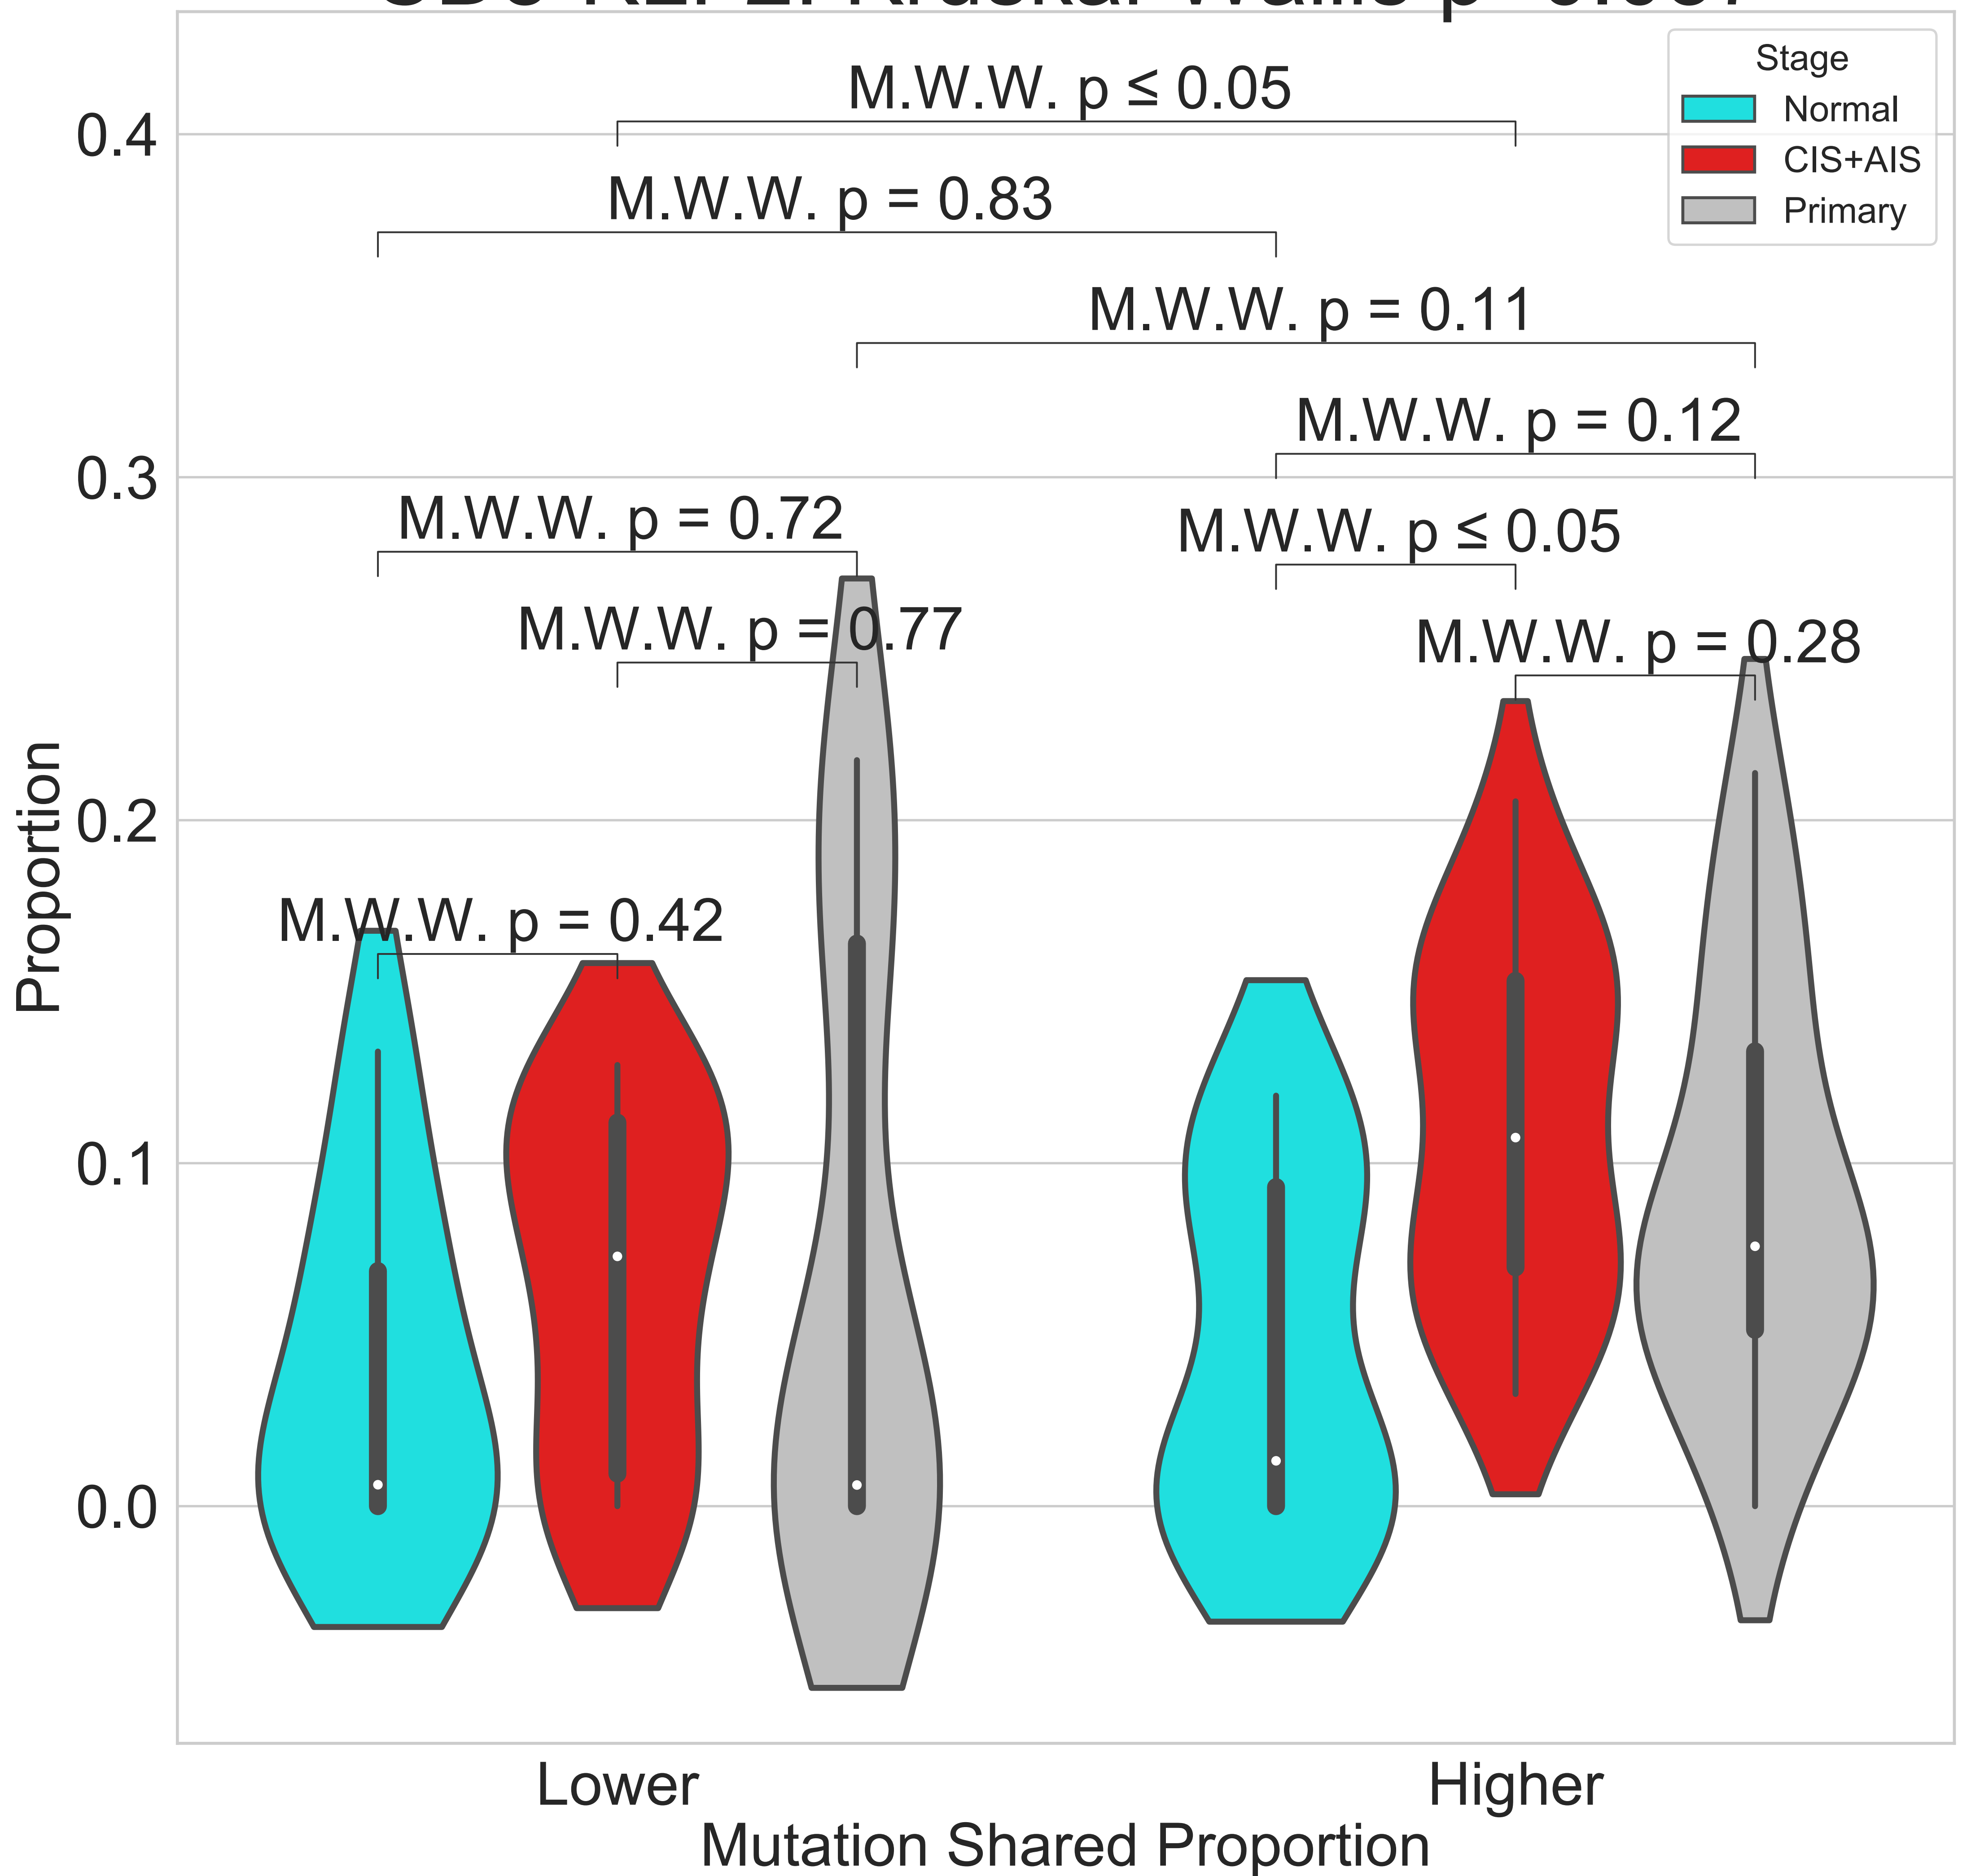 Stage
Normal
CIS+AIS
Primary
M.W.W. p ≤ 0.05
M.W.W. p = 0.83
M.W.W. p = 0.11
M.W.W. p = 0.12
M.W.W. p = 0.72
M.W.W. p ≤ 0.05
M.W.W. p = 0.77
M.W.W. p = 0.28
M.W.W. p = 0.42
0.4
0.3
0.2
0.1
0.0
Proportion
Lower
Higher
Mutation Shared Proportion